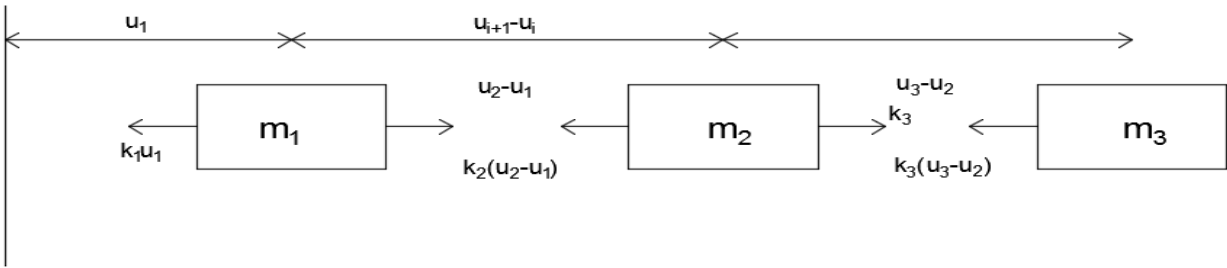 u₁ uᵢ₊₁-uᵢ
u₂-u₁ u₃-u₂
k₃
m₁ m₂ m₃
k₁u₁ k₂(u₂-u₁) k₃(u₃-u₂)